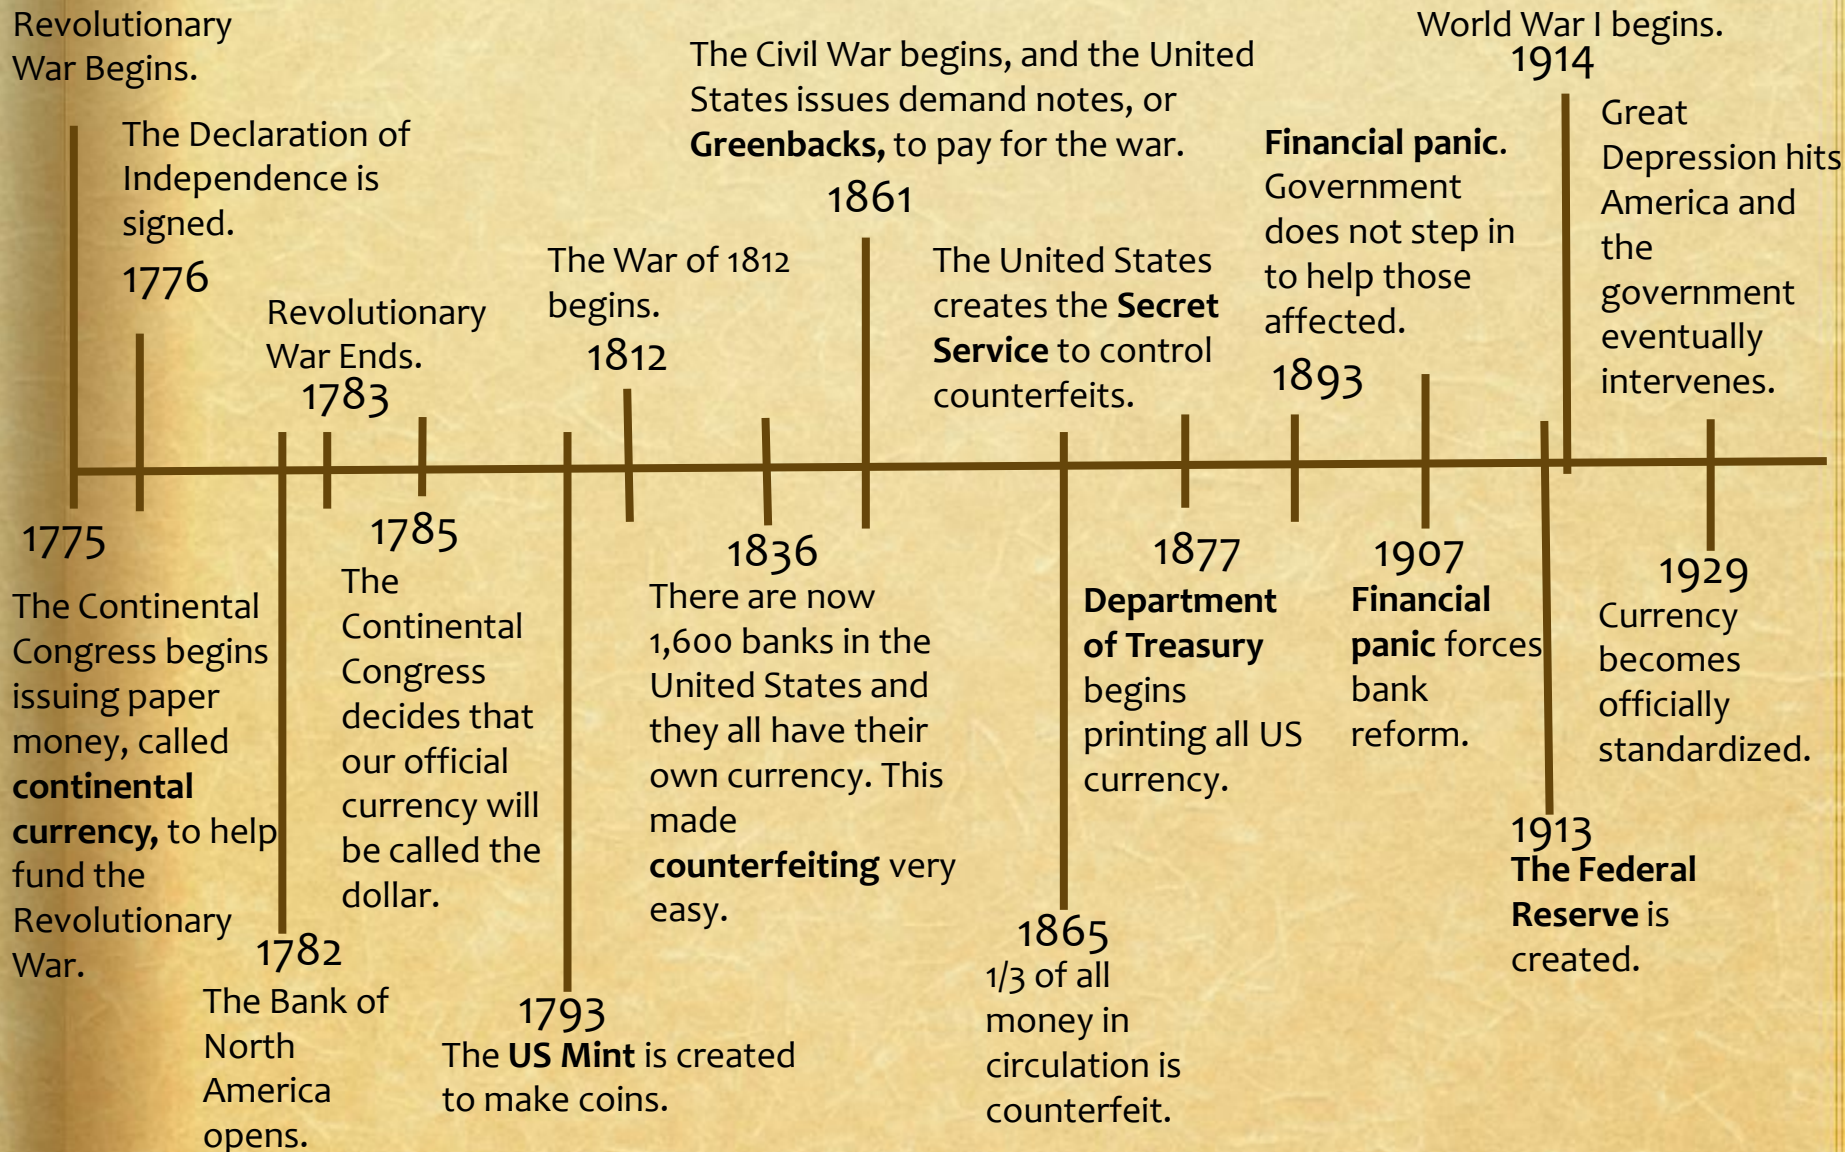 Revolutionary
War Begins.
1775
The Continental
Congress begins
issuing paper
money, called
continental
currency, to help
fund the
Revolutionary
War.
The Declaration of
Independence is
signed.
1776
1782
The Bank of
North
America
opens.
Revolutionary
War Ends.
1783
1785
The
Continental
Congress
decides that
our official
currency will
be called the
dollar.
1793
The US Mint is created
to make coins.
The War of 1812
begins.
1812
1836
There are now
1,600 banks in the
United States and
they all have their
own currency. This
made
counterfeiting very
easy.
The Civil War begins, and the United
States issues demand notes, or
Greenbacks, to pay for the war.
1861
The United States
creates the Secret
Service to control
counterfeits.
1865
1/3 of all
money in
circulation is
counterfeit.
1877
Department
of Treasury
begins
printing all US
currency.
Financial panic.
Government
does not step in
to help those
affected.
1893
1907
Financial
panic forces
bank
reform.
1913
The Federal
Reserve is
created.
World War I begins.
1914
Great
Depression hits
America and
the
government
eventually
intervenes.
1929
Currency
becomes
officially
standardized.